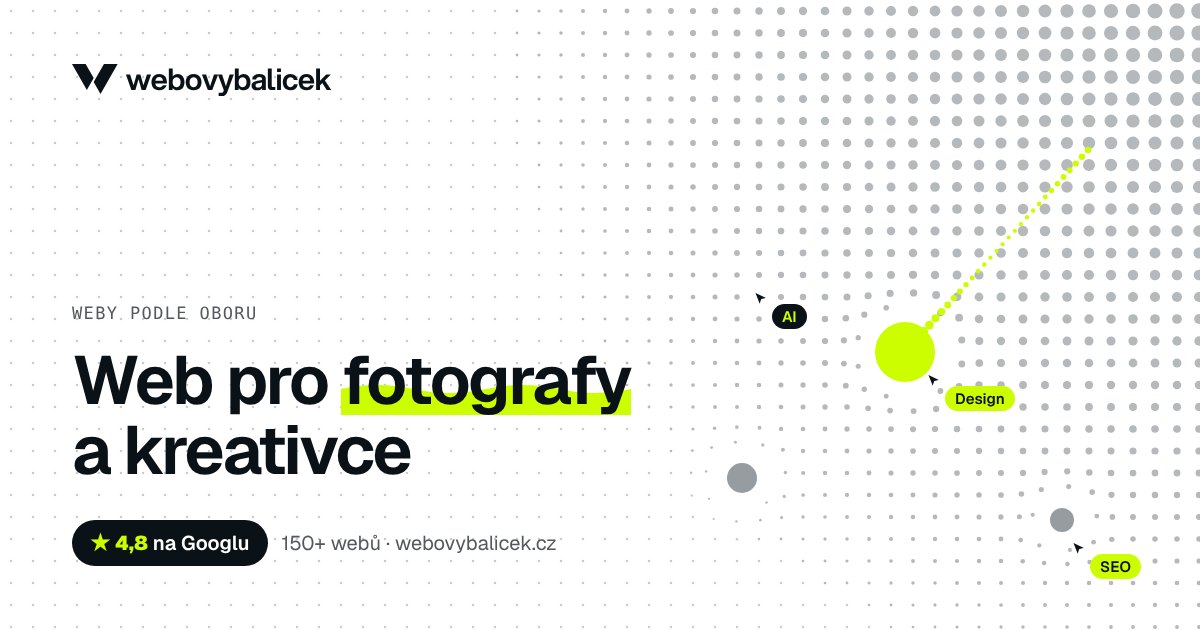 webovybalicek
WEBY PODLE OBORU
Web pro fotografy
a kreativce
★ 4,8 na Googlu
150+ webů · webovybalicek.cz
AI
Design
SEO